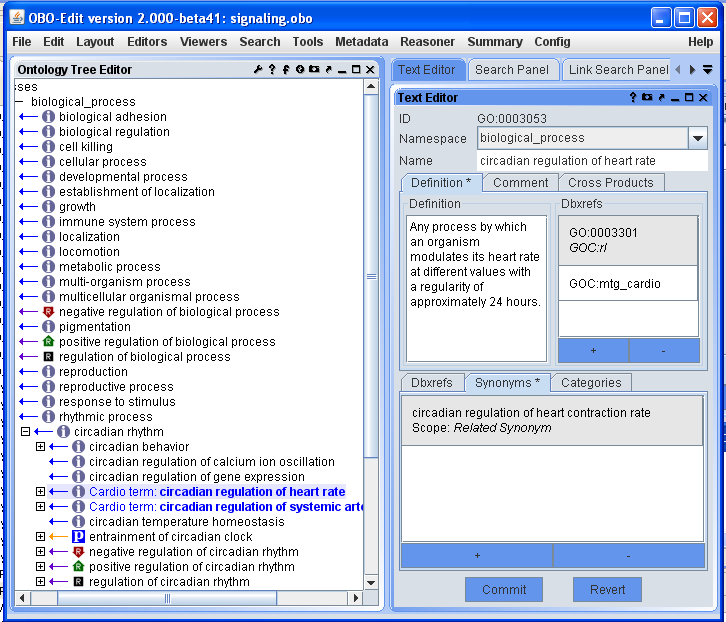 OBO-Edit version 2.000-beta41: signaling.obo
File Edit Layout Editors Viewers Search Tools Metadata Reasoner Summary Config Help
Ontology Tree Editor
sses
biological_process
biological adhesion
biological regulation
cell killing
cellular process
developmental process
establishment of localization
growth
immune system process
localization
locomotion
metabolic process
multi-organism process
multicellular organismal process
negative regulation of biological process
pigmentation
positive regulation of biological process
regulation of biological process
reproduction
reproductive process
response to stimulus
rhythmic process
circadian rhythm
circadian behavior
circadian regulation of calcium ion oscillation
circadian regulation of gene expression
Cardio term: circadian regulation of heart rate
Cardio term: circadian regulation of systemic arte
circadian temperature homeostasis
entrainment of circadian clock
negative regulation of circadian rhythm
positive regulation of circadian rhythm
regulation of circadian rhythm
Text Editor Search Panel Link Search Panel
Text Editor
ID GO:0003053
Namespace biological_process
Name circadian regulation of heart rate
Definition * Comment Cross Products
Definition
Any process by which
an organism
modulates its heart rate
at different values with
a regularity of
approximately 24 hours.
Dbxrefs
GO:0003301
GOC:rl
GOC:mtg_cardio
+ -
Dbxrefs Synonyms * Categories
circadian regulation of heart contraction rate
Scope: Related Synonym
+ -
Commit Revert